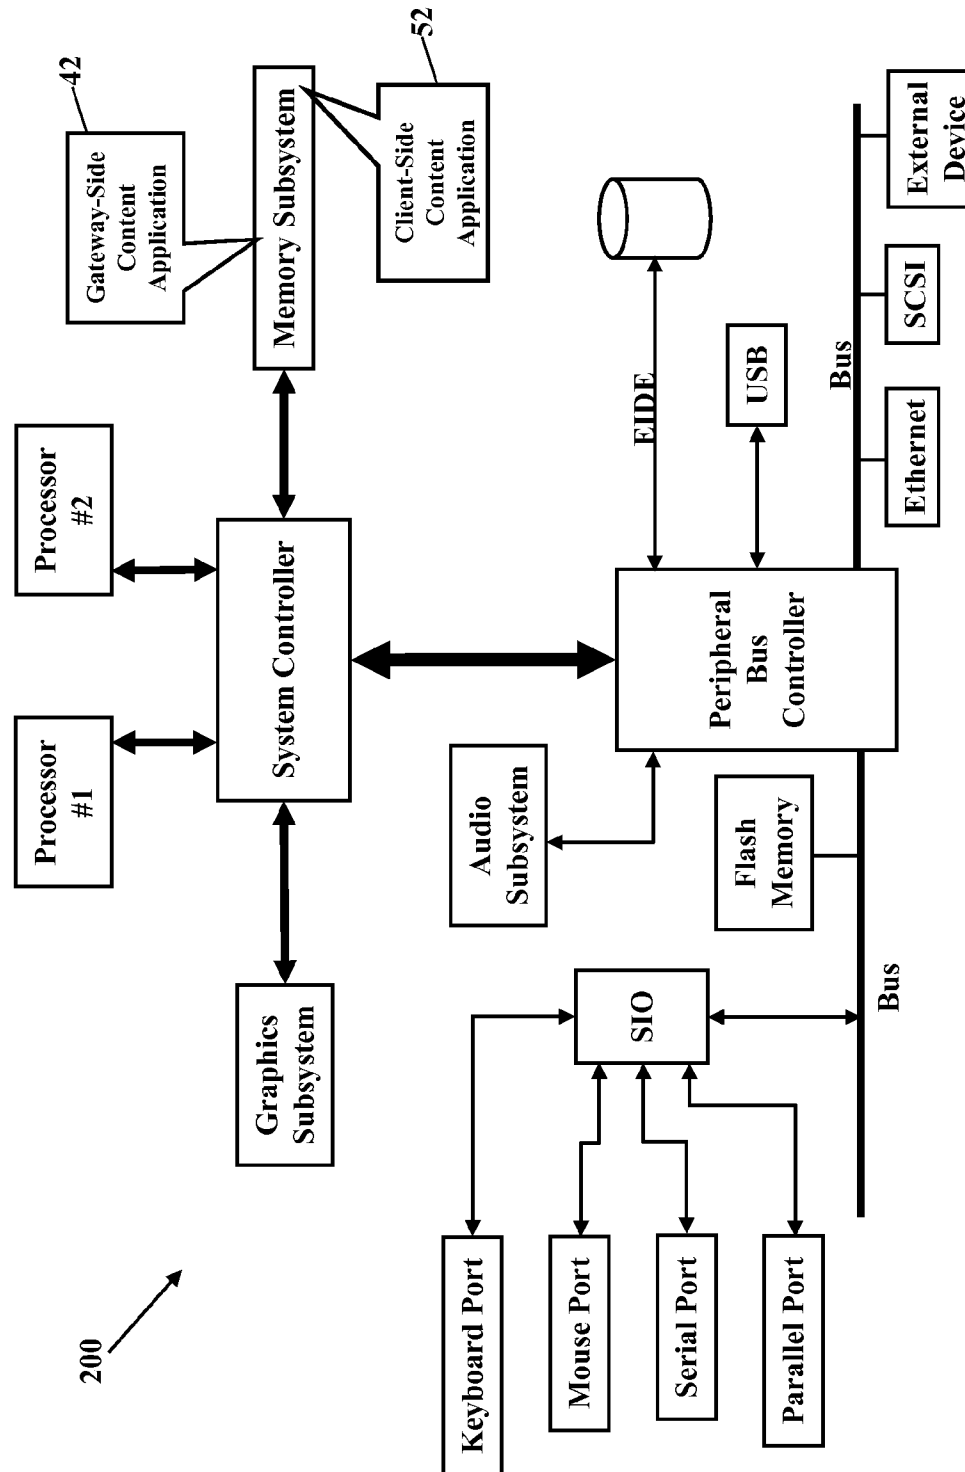 200
Processor
#1
Processor
#2
Gateway-Side
Content
Application
42
Graphics
Subsystem
System Controller
Memory Subsystem
Client-Side
Content
Application
52
Keyboard Port
Mouse Port
Serial Port
Parallel Port
SIO
Audio
Subsystem
Flash
Memory
Peripheral
Bus
Controller
EIDE
USB
Bus
Bus
Ethernet
SCSI
External
Device